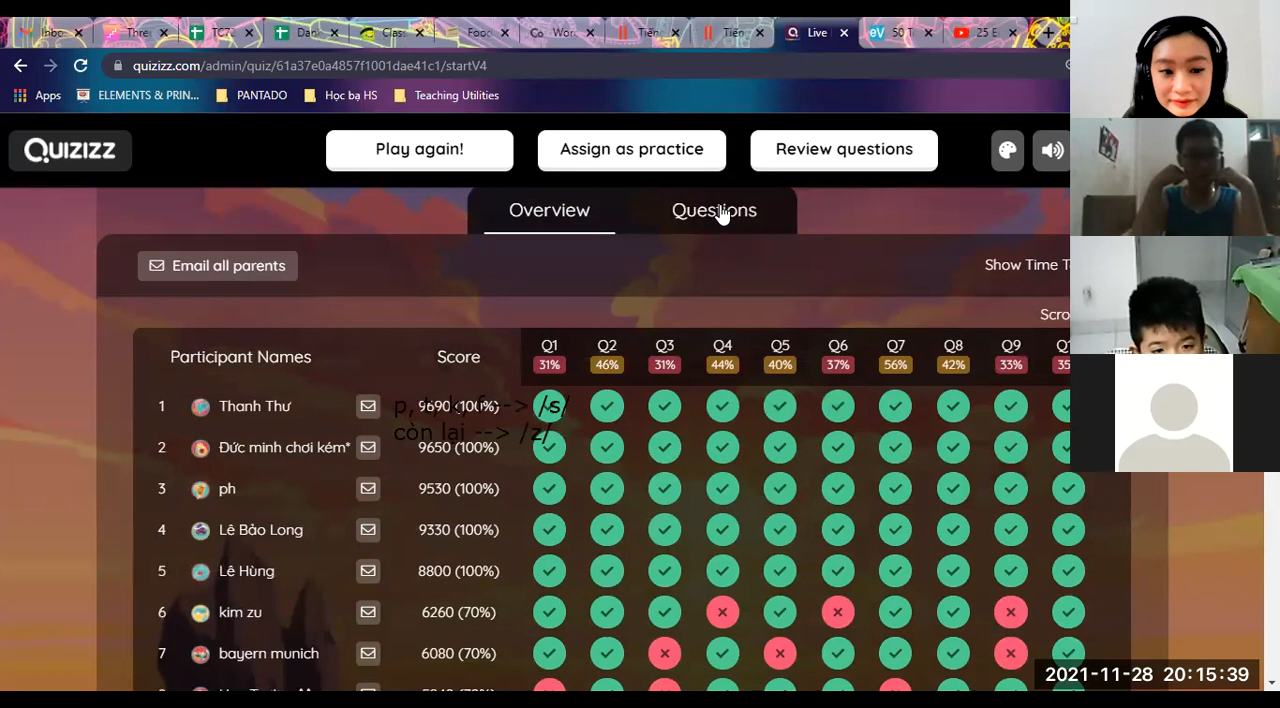 Inbo
Thre
TC7
Dan
Clas
Food
Wor
Tiến
Tiến
Live
50 T
25 E
quizizz.com/admin/quiz/61a37e0a4857f1001dae41c1/startV4
Apps
ELEMENTS & PRIN...
PANTADO
Học bạ HS
Teaching Utilities
Quizizz
Play again!
Assign as practice
Review questions
Overview
Questions
Email all parents
Show Time T
Scro
Participant Names Score Q1 Q2 Q3 Q4 Q5 Q6 Q7 Q8 Q9 Q1
31% 46% 31% 44% 40% 37% 56% 42% 33% 35
1 Thanh Thư 9690 (100%)
p, --> /s/
2 Đức minh chơi kém* 9650 (100%)
còn lại --> /z/
3 ph 9530 (100%)
4 Lê Bảo Long 9330 (100%)
5 Lê Hùng 8800 (100%)
6 kim zu 6260 (70%)
7 bayern munich 6080 (70%)
2021-11-28 20:15:39